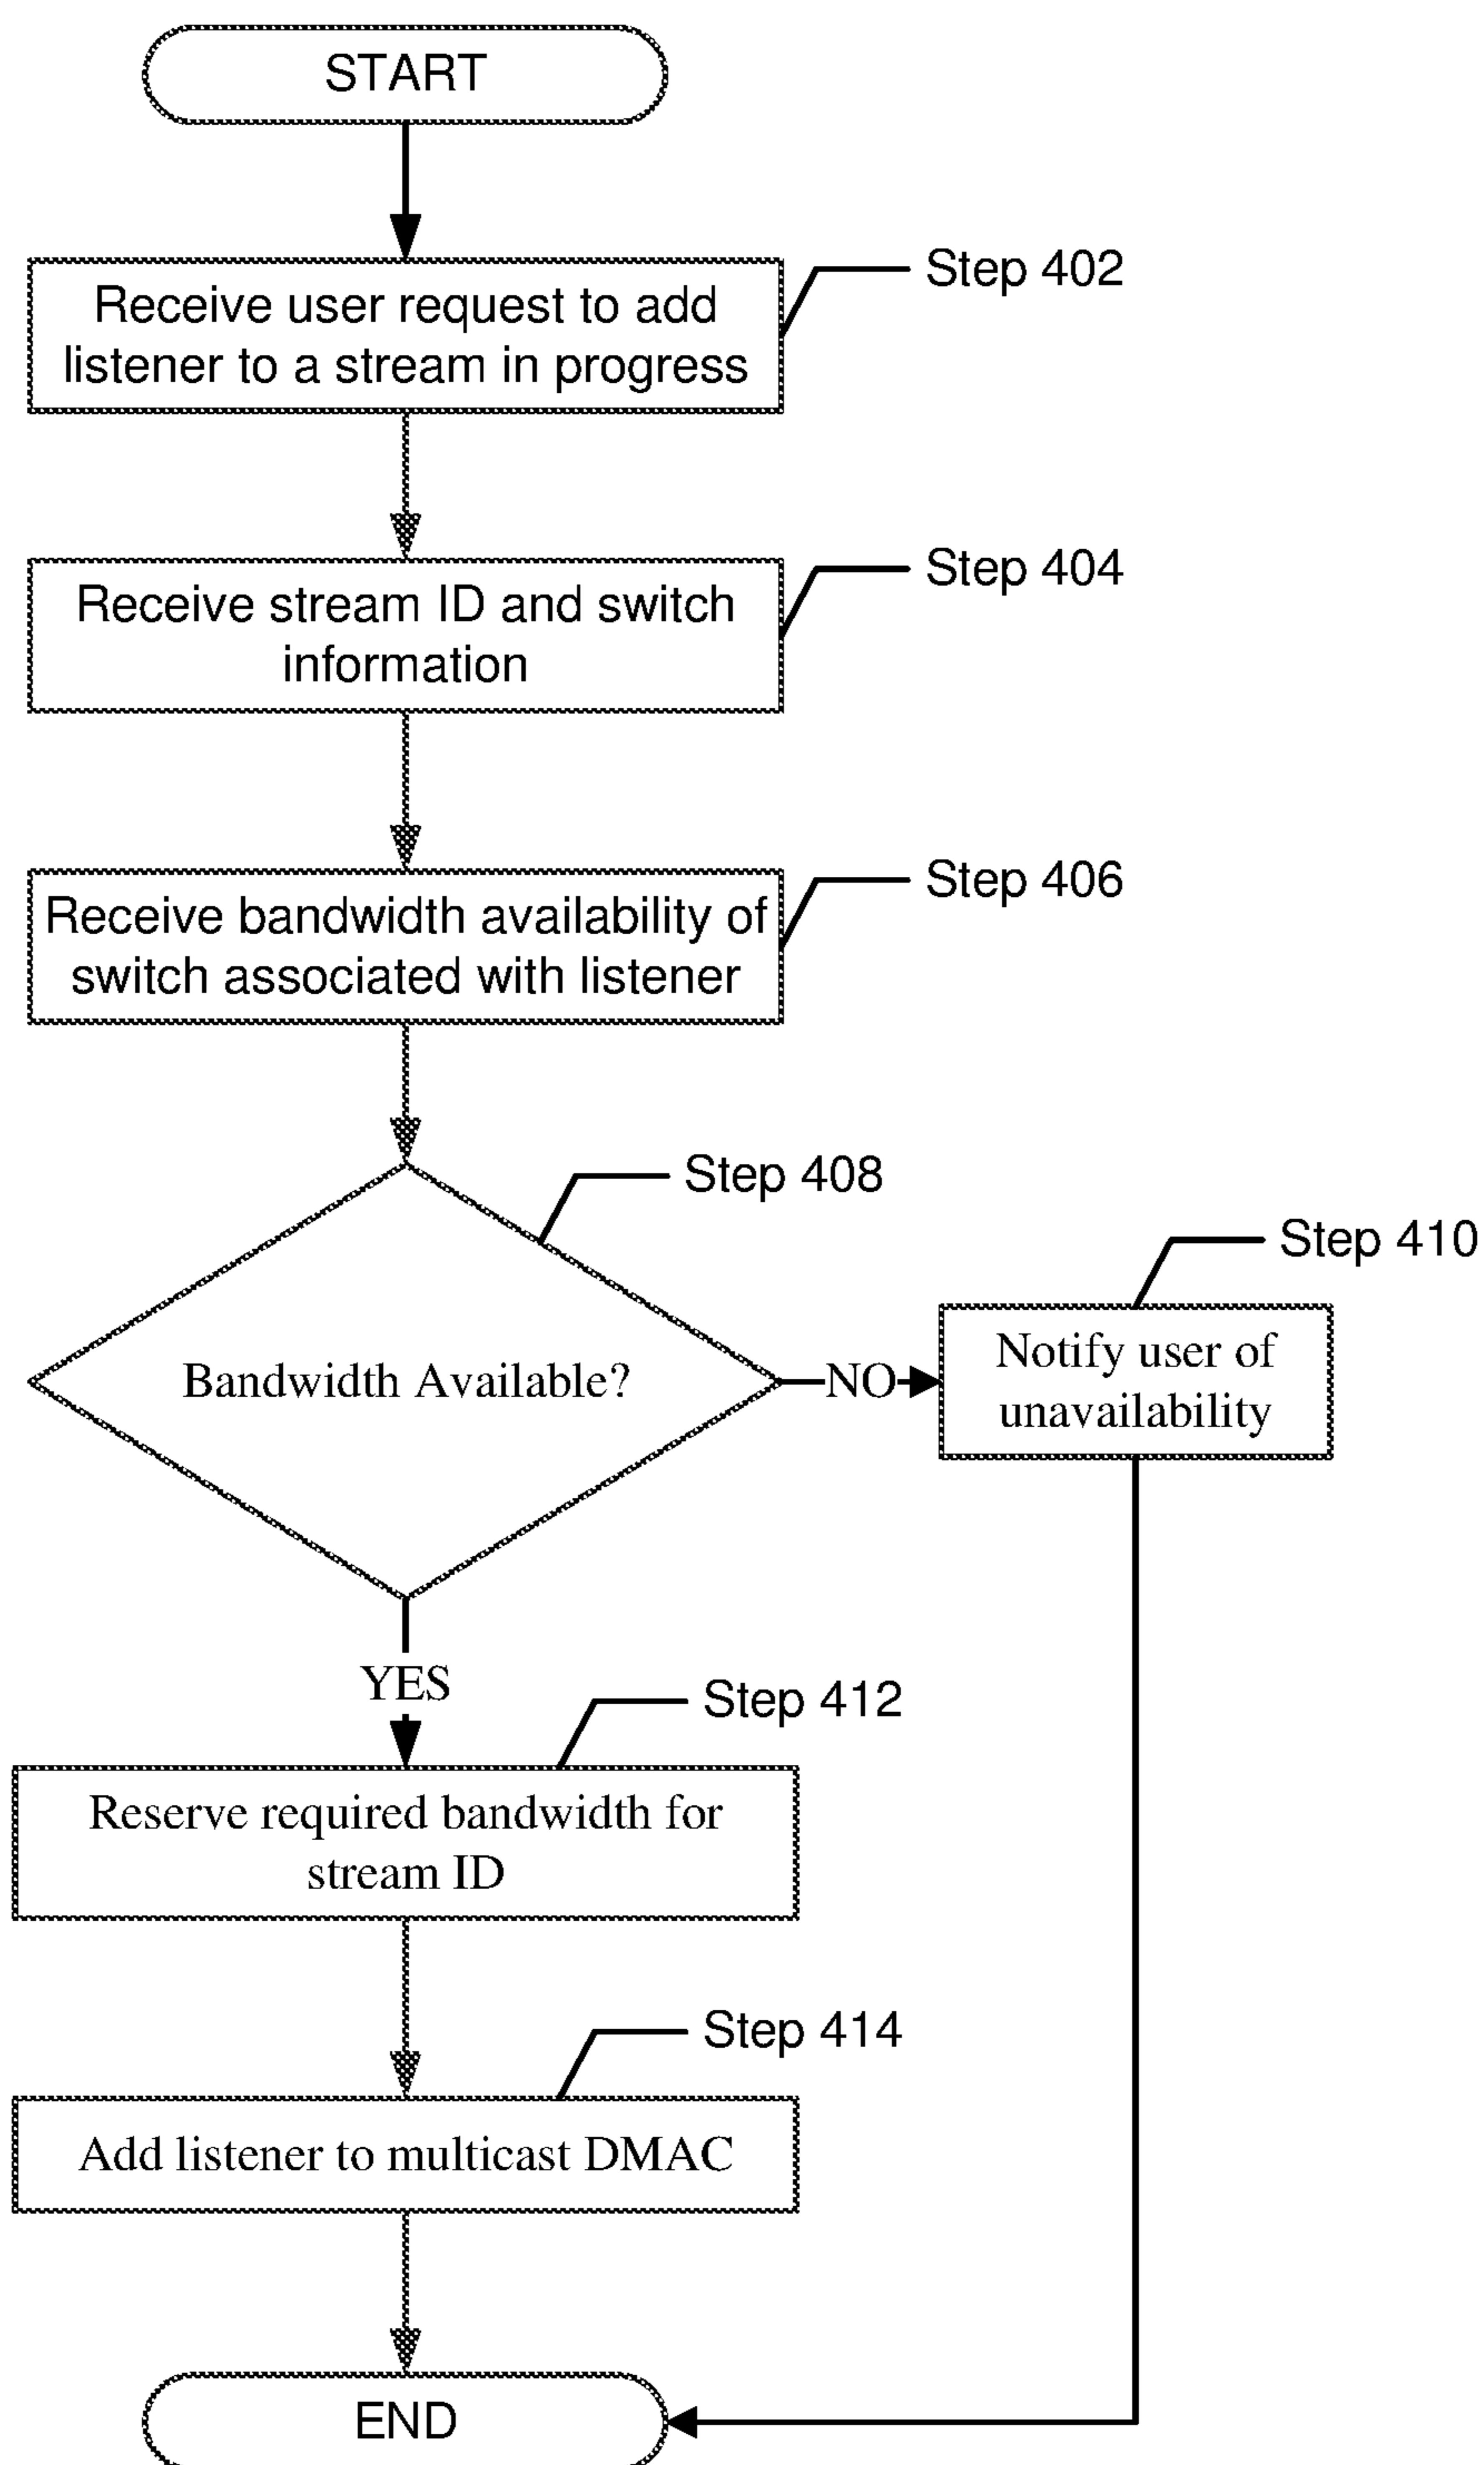 START
Receive user request to add
listener to a stream in progress
Step 402
Receive stream ID and switch
information
Step 404
Receive bandwidth availability of
switch associated with listener
Step 406
Bandwidth Available?
Step 408
NO
Notify user of
unavailability
Step 410
YES
Reserve required bandwidth for
stream ID
Step 412
Add listener to multicast DMAC
Step 414
END